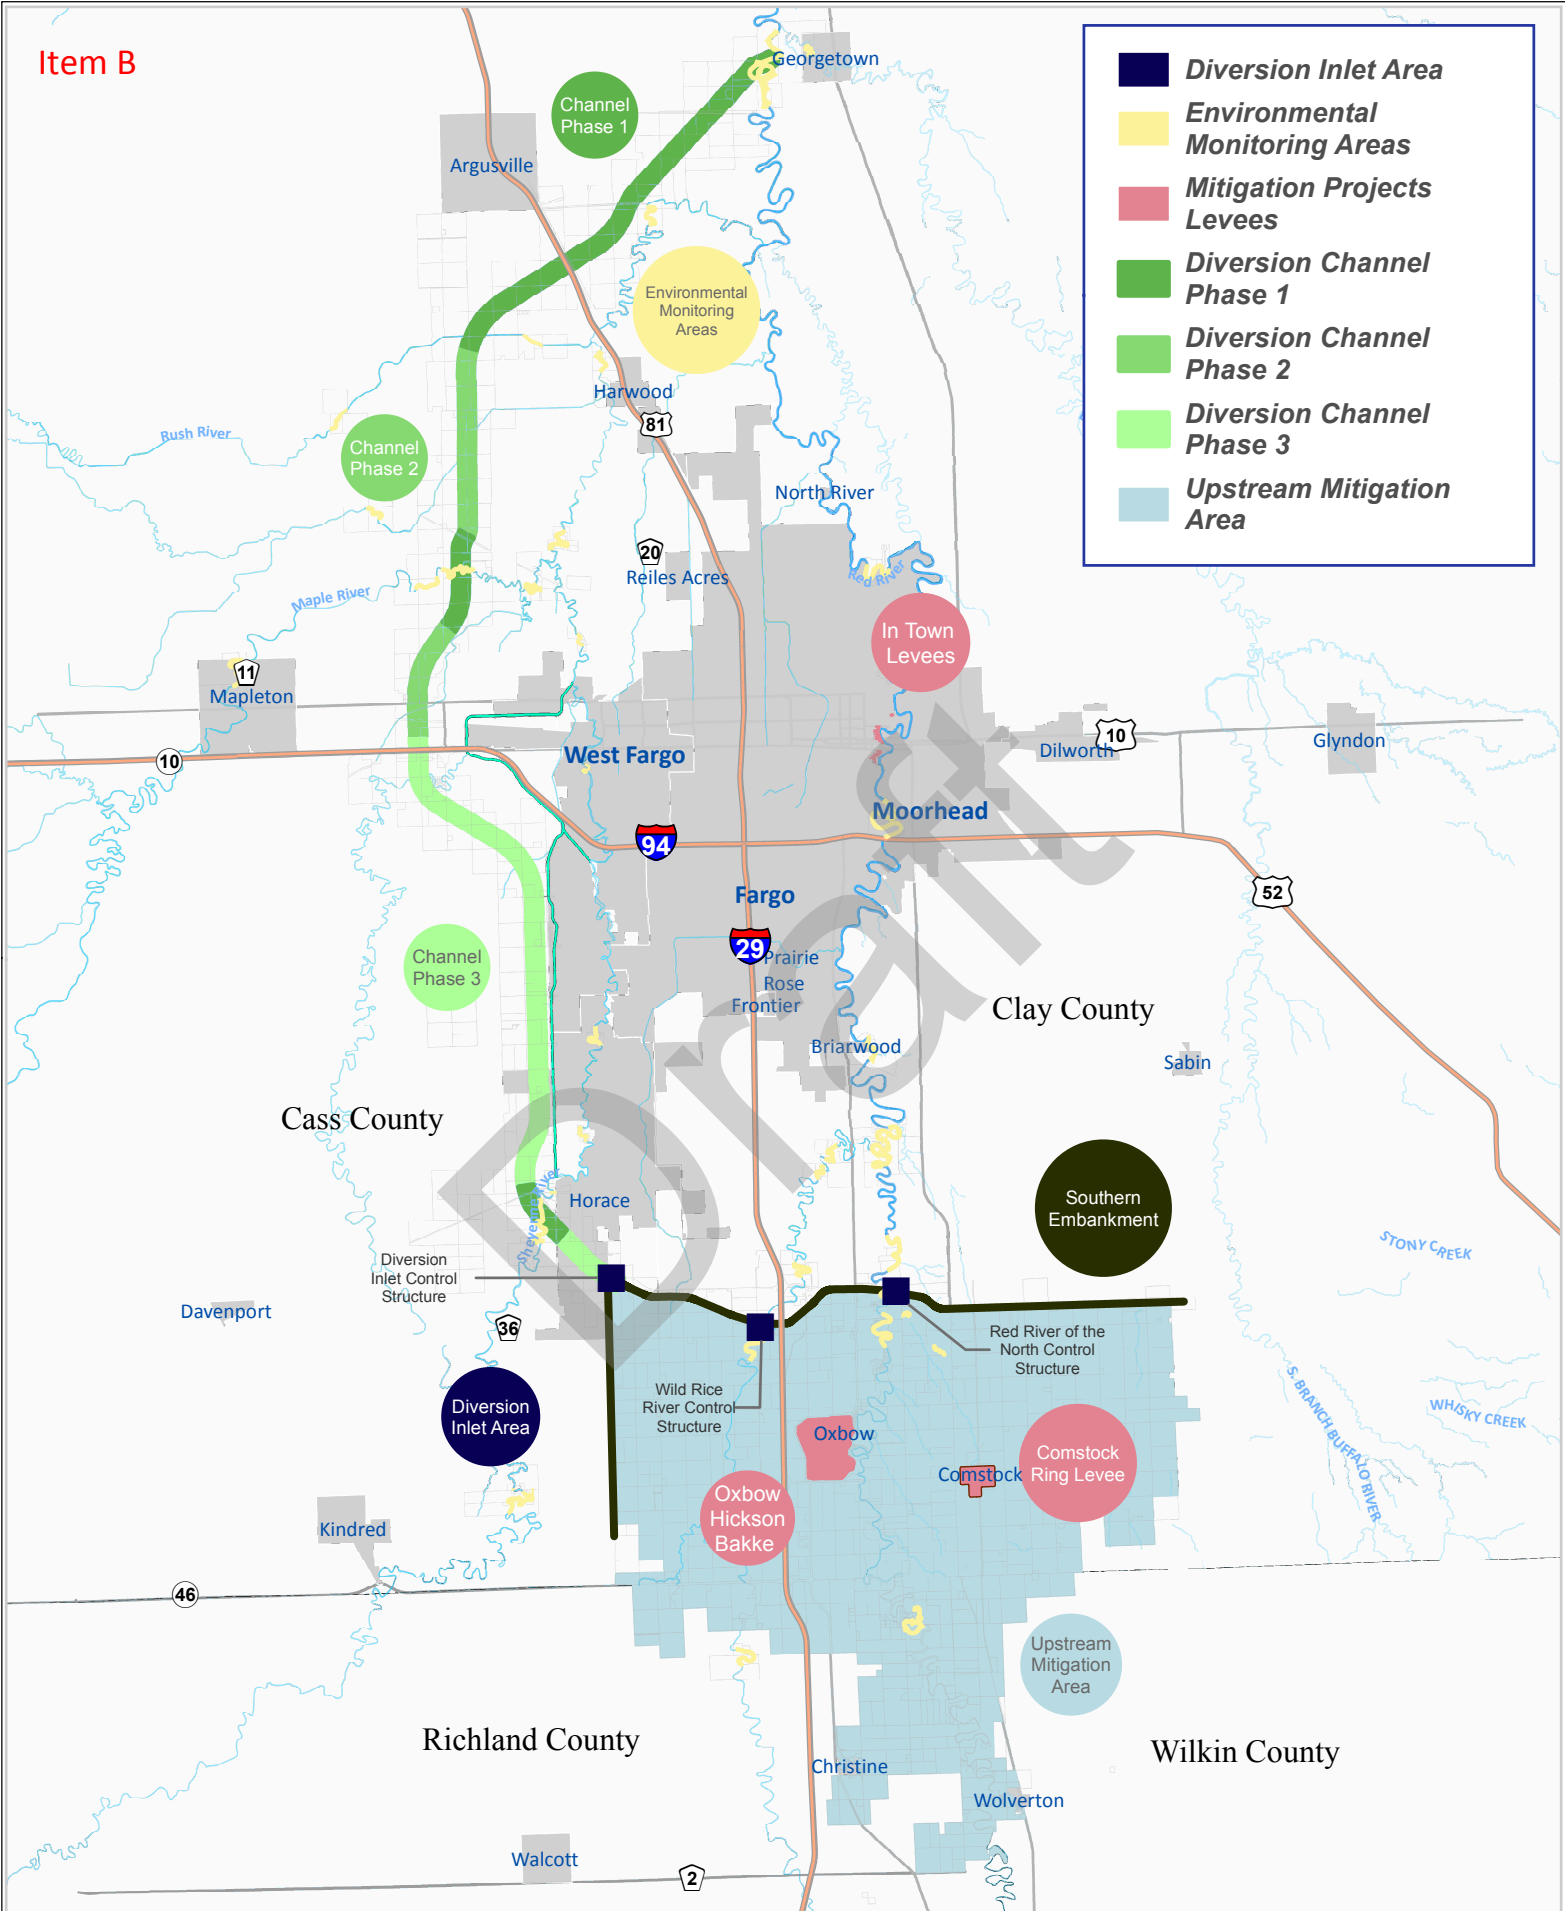 Item B
Georgetown
Channel
Phase 1
Argusville
Environmental
Monitoring
Areas
Harwood
81
Rush River
Channel
Phase 2
North River
20
Reiles Acres
Red River
Maple River
In Town
Levees
11
Mapleton
10
West Fargo
Dilworth
10
Glyndon
Moorhead
94
Fargo
52
29
Prairie
Rose
Frontier
Channel
Phase 3
Clay County
Briarwood
Sabin
Cass County
Draft
Southern
Embankment
Horace
Sheyenne River
Diversion
Inlet Control
Structure
STONY CREEK
Davenport
36
Red River of the
North Control
Structure
Wild Rice
River Control
Structure
Diversion
Inlet Area
Oxbow
Comstock
Comstock
Ring Levee
S. BRANCH BUFFALO RIVER
WHISKY CREEK
Oxbow
Hickson
Bakke
Kindred
46
Upstream
Mitigation
Area
Richland County
Wilkin County
Christine
Wolverton
Walcott
2
Diversion Inlet Area
Environmental
Monitoring Areas
Mitigation Projects
Levees
Diversion Channel
Phase 1
Diversion Channel
Phase 2
Diversion Channel
Phase 3
Upstream Mitigation
Area